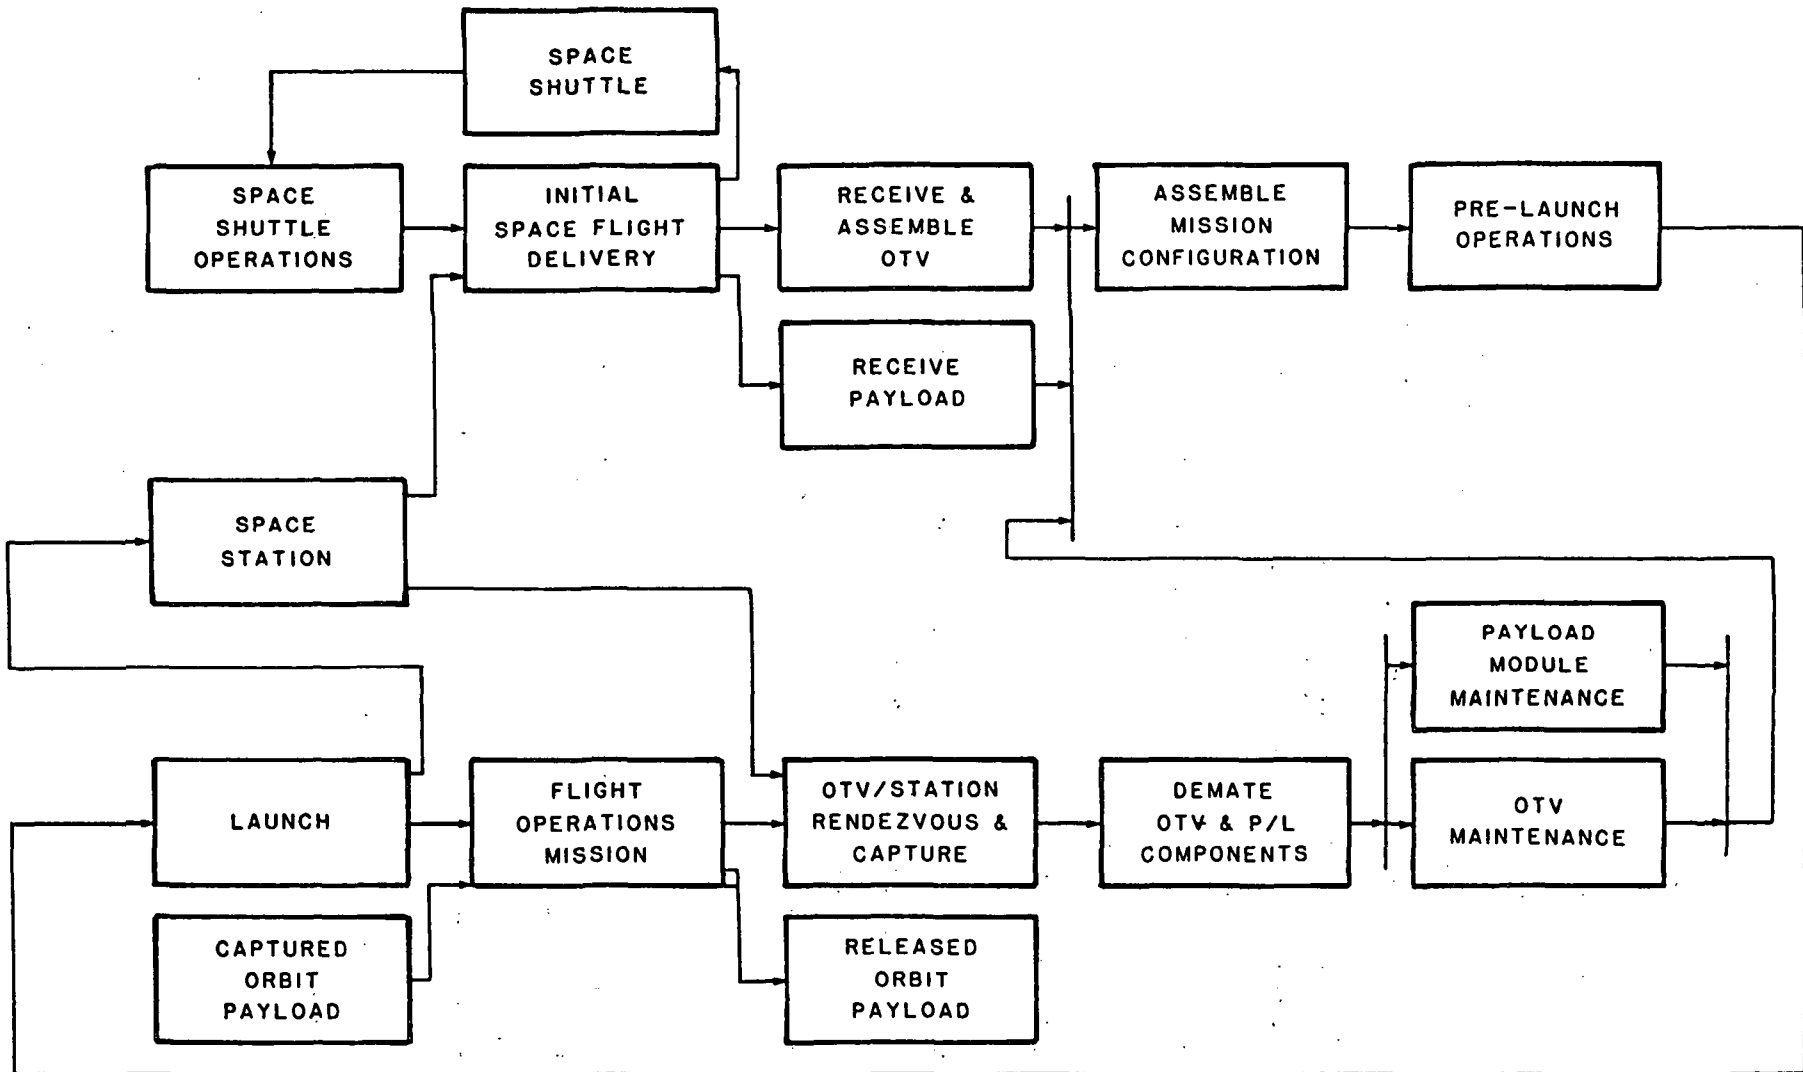 SPACE
SHUTTLE
SPACE
SHUTTLE
OPERATIONS
INITIAL
SPACE FLIGHT
DELIVERY
RECEIVE &
ASSEMBLE
OTV
ASSEMBLE
MISSION
CONFIGURATION
PRE-LAUNCH
OPERATIONS
RECEIVE
PAYLOAD
SPACE
STATION
PAYLOAD
MODULE
MAINTENANCE
LAUNCH
FLIGHT
OPERATIONS
MISSION
OTV/STATION
RENDEZVOUS &
CAPTURE
DEMATE
OTV & P/L
COMPONENTS
OTV
MAINTENANCE
CAPTURED
ORBIT
PAYLOAD
RELEASED
ORBIT
PAYLOAD